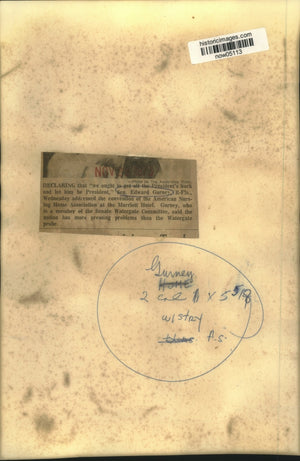 historicimages.com
now05113
NOV
DECLARING that "we ought to get off the President's back
and let him be President," Sen. Edward Gurney, R-Fla.,
Wednesday addressed the convention of the American Nurs-
ing Home Association at the Marriott Hotel. Gurney, who
is a member of the Senate Watergate Committee, said the
nation has more pressing problems than the Watergate
probe.
Gurney
Home
2 col x 5 5/8
w/story
P.S.